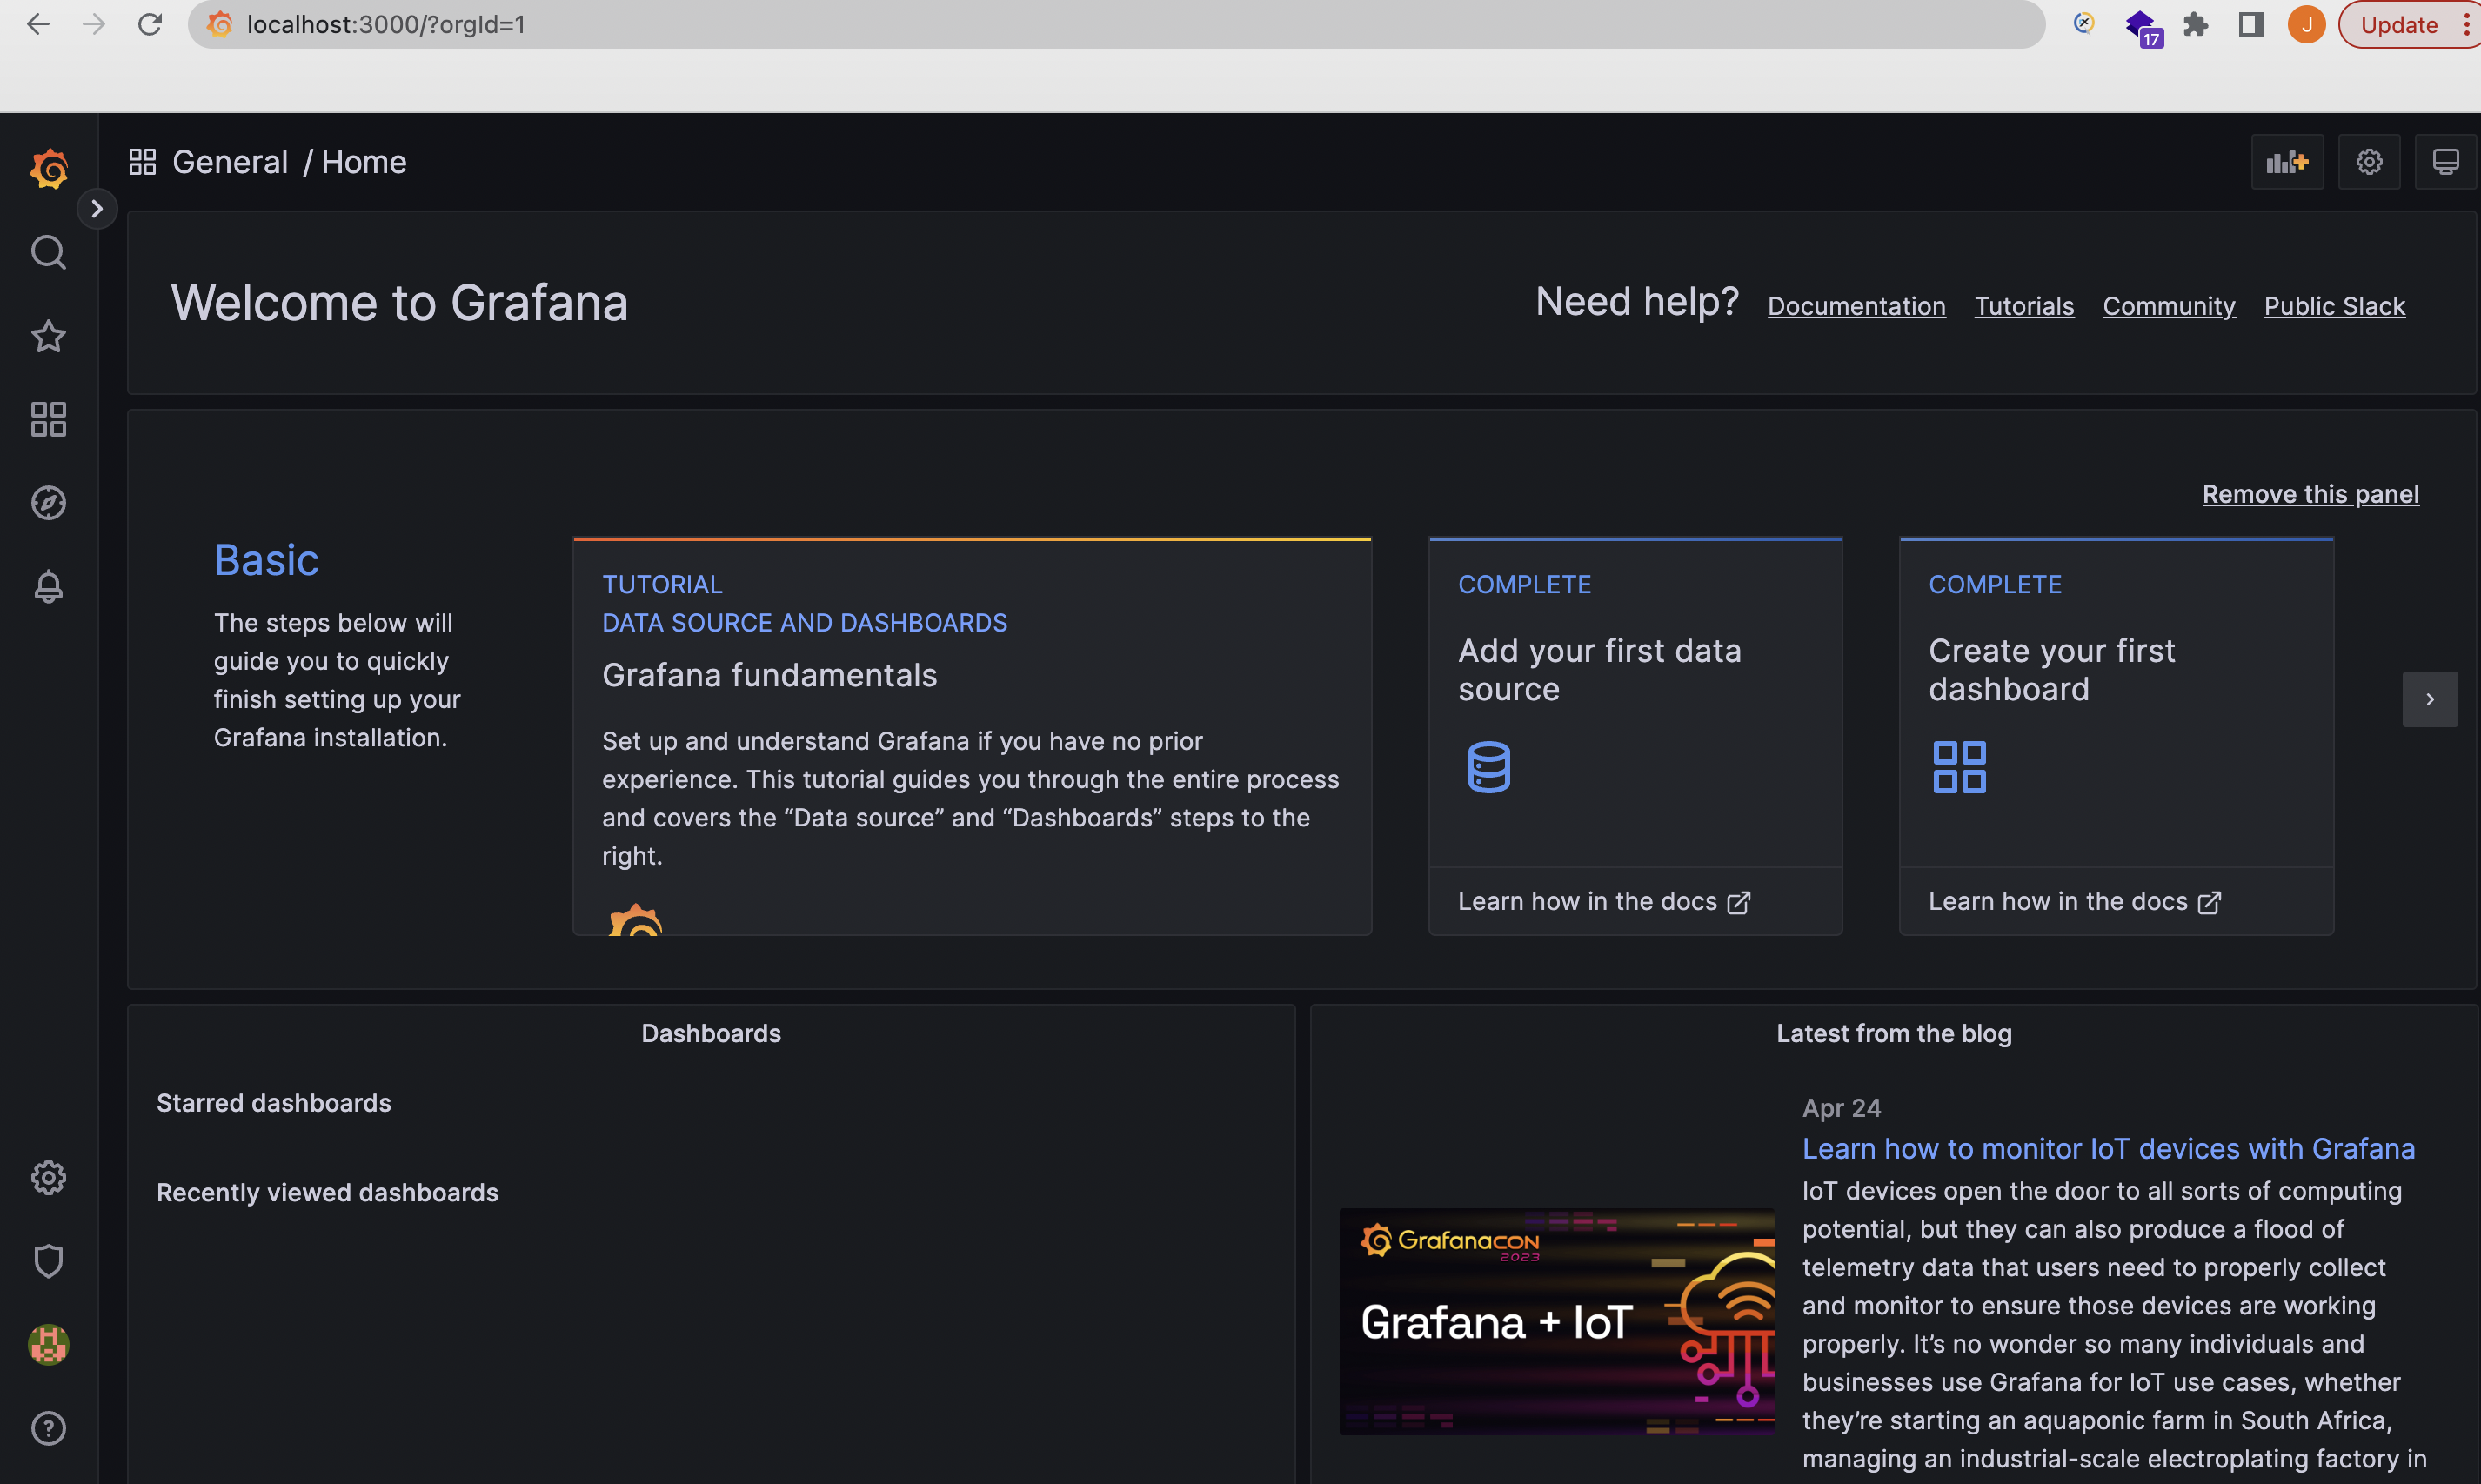 localhost:3000/?orgId=1
17
J
Update
General / Home
Welcome to Grafana
Need help?
Documentation
Tutorials
Community
Public Slack
Remove this panel
Basic
The steps below will
guide you to quickly
finish setting up your
Grafana installation.
TUTORIAL
DATA SOURCE AND DASHBOARDS
Grafana fundamentals
Set up and understand Grafana if you have no prior
experience. This tutorial guides you through the entire process
and covers the “Data source” and “Dashboards” steps to the
right.
COMPLETE
Add your first data
source
Learn how in the docs
COMPLETE
Create your first
dashboard
Learn how in the docs
Dashboards
Starred dashboards
Recently viewed dashboards
Latest from the blog
GrafanaCON
2023
Grafana + IoT
Apr 24
Learn how to monitor IoT devices with Grafana
IoT devices open the door to all sorts of computing
potential, but they can also produce a flood of
telemetry data that users need to properly collect
and monitor to ensure those devices are working
properly. It’s no wonder so many individuals and
businesses use Grafana for IoT use cases, whether
they’re starting an aquaponic farm in South Africa,
managing an industrial-scale electroplating factory in